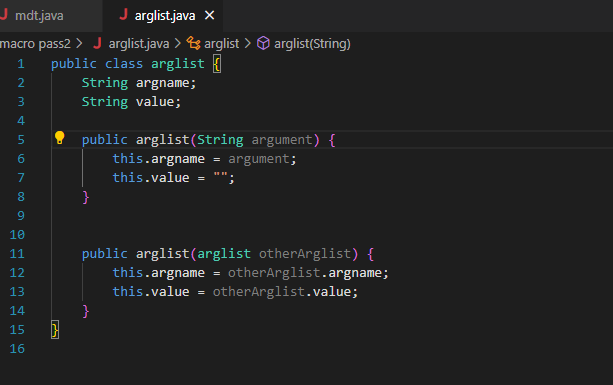 mdt.java
arglist.java
macro pass2 > arglist.java > arglist > arglist(String)
1 public class arglist {
2     String argname;
3     String value;
4
5     public arglist(String argument) {
6         this.argname = argument;
7         this.value = "";
8     }
9
10
11     public arglist(arglist otherArglist) {
12         this.argname = otherArglist.argname;
13         this.value = otherArglist.value;
14     }
15 }
16